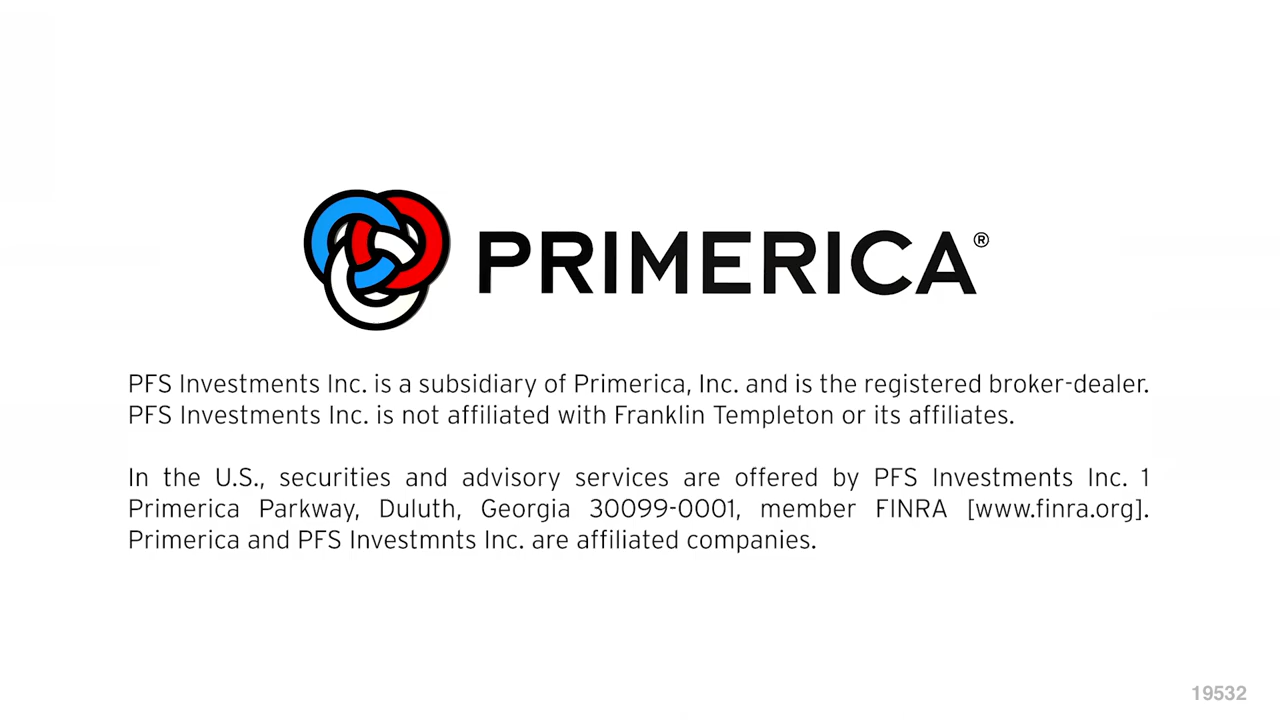 PRIMERICA®
PFS Investments Inc. is a subsidiary of Primerica, Inc. and is the registered broker-dealer.
PFS Investments Inc. is not affiliated with Franklin Templeton or its affiliates.
In the U.S., securities and advisory services are offered by PFS Investments Inc. 1
Primerica Parkway, Duluth, Georgia 30099-0001, member FINRA [www.finra.org].
Primerica and PFS Investmnts Inc. are affiliated companies.
19532